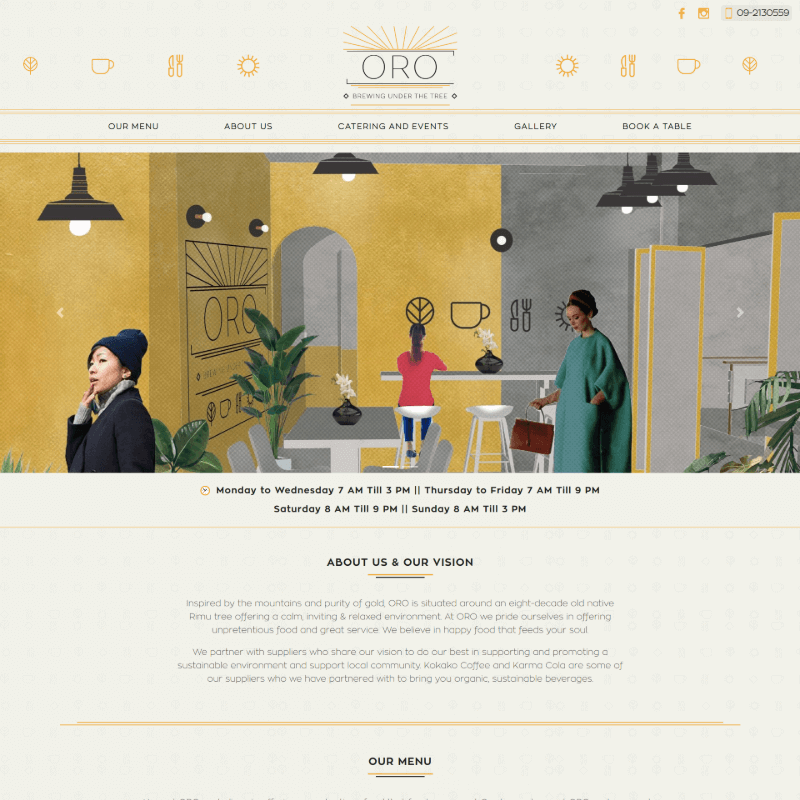 09-2130559
ORO
BREWING UNDER THE TREE
OUR MENU
ABOUT US
CATERING AND EVENTS
GALLERY
BOOK A TABLE
ORO
Monday to Wednesday 7 AM Till 3 PM || Thursday to Friday 7 AM Till 9 PM
Saturday 8 AM Till 9 PM || Sunday 8 AM Till 3 PM
ABOUT US & OUR VISION
Inspired by the mountains and purity of gold, ORO is situated around an eight-decade old native
Rimu tree offering a calm, inviting & relaxed environment. At ORO we pride ourselves in offering
unpretentious food and great service. We believe in happy food that feeds your soul.
We partner with suppliers who share our vision to do our best in supporting and promoting a
sustainable environment and support local community. Kokako Coffee and Karma Cola are some of
our suppliers who we have partnered with to bring you organic, sustainable beverages.
OUR MENU